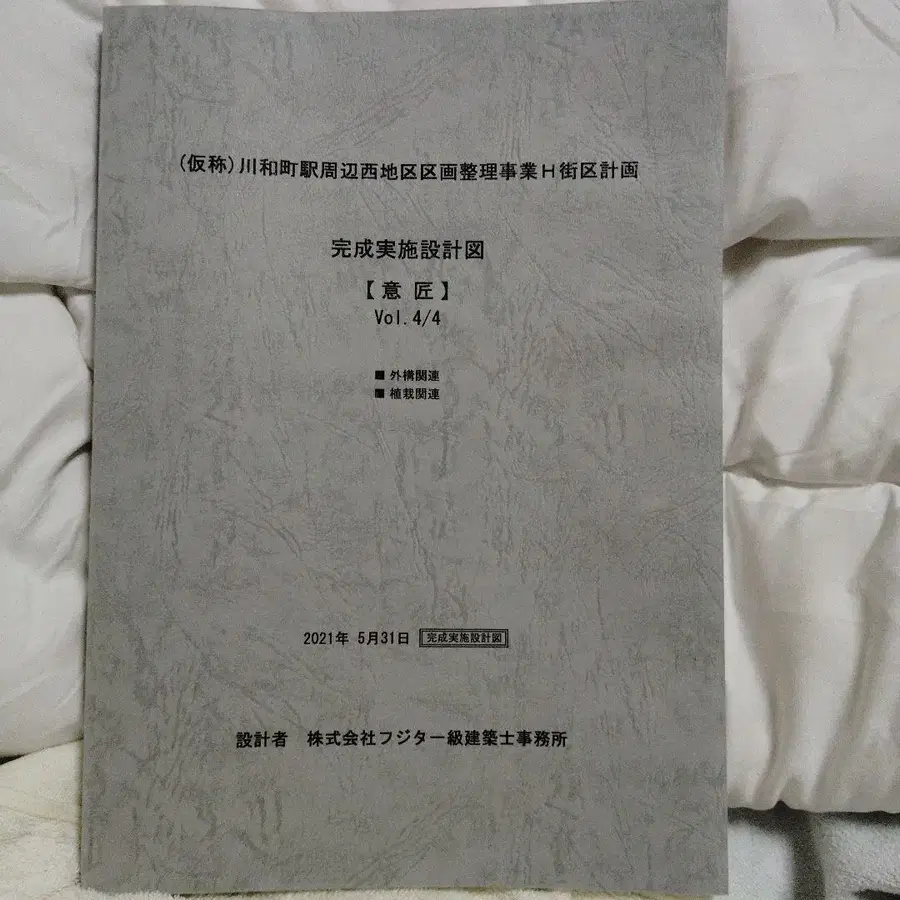 (仮称)川和町駅周辺西地区区画整理事業H街区計画
完成実施設計図
【意 匠】
Vol.4/4
■ 外構関連
■ 植栽関連
2021年 5月31日 完成実施設計図
設計者 株式会社フジタ一級建築士事務所